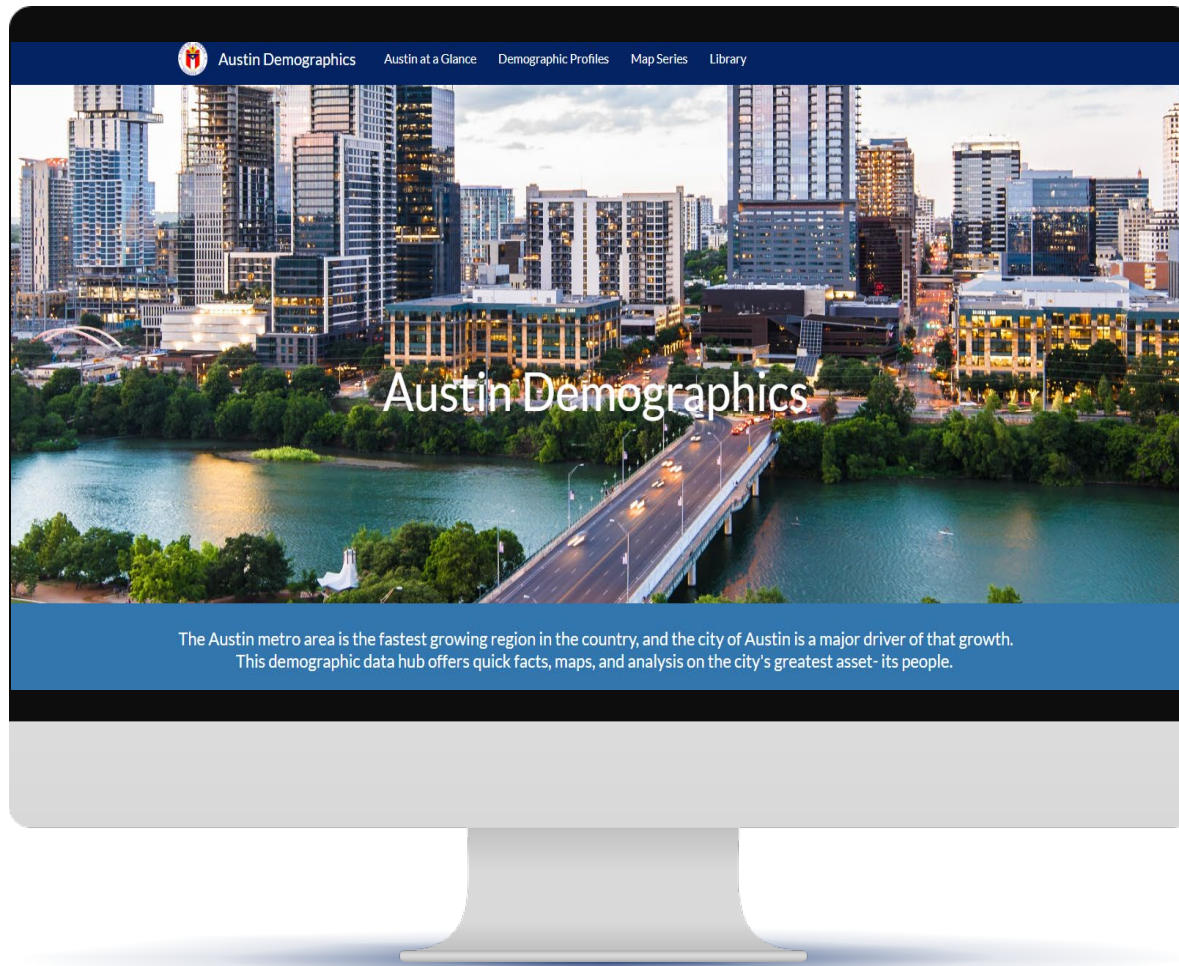 Austin Demographics
Austin at a Glance
Demographic Profiles
Map Series
Library
Austin Demographics
The Austin metro area is the fastest growing region in the country, and the city of Austin is a major driver of that growth.
This demographic data hub offers quick facts, maps, and analysis on the city's greatest asset- its people.